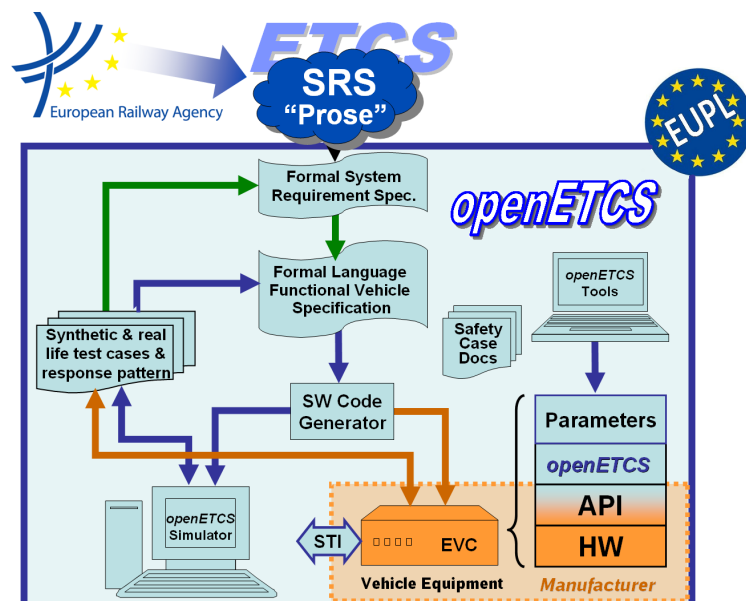 ETCS
SRS
“Prose”
European Railway Agency
EUPL
Formal System
Requirement Spec.
openETCS
Formal Language
Functional Vehicle
Specification
openETCS
Tools
Synthetic & real
life test cases &
response pattern
Safety
Case
Docs
SW Code
Generator
Parameters
openETCS
API
HW
openETCS
Simulator
STI
EVC
Vehicle Equipment
Manufacturer